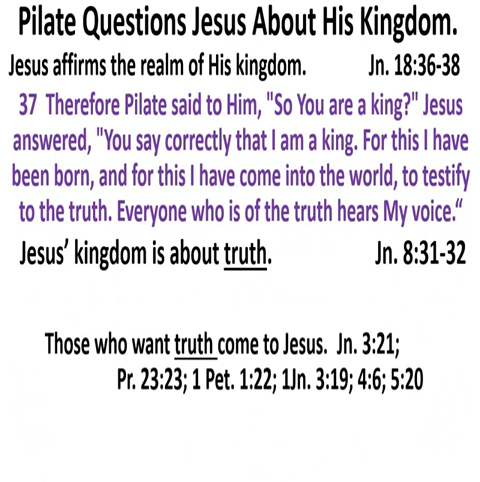 Pilate Questions Jesus About His Kingdom.
Jesus affirms the realm of His kingdom. Jn. 18:36-38
37 Therefore Pilate said to Him, "So You are a king?" Jesus
answered, "You say correctly that I am a king. For this I have
been born, and for this I have come into the world, to testify
to the truth. Everyone who is of the truth hears My voice.“
Jesus’ kingdom is about truth. Jn. 8:31-32
Those who want truth come to Jesus. Jn. 3:21;
Pr. 23:23; 1 Pet. 1:22; 1Jn. 3:19; 4:6; 5:20